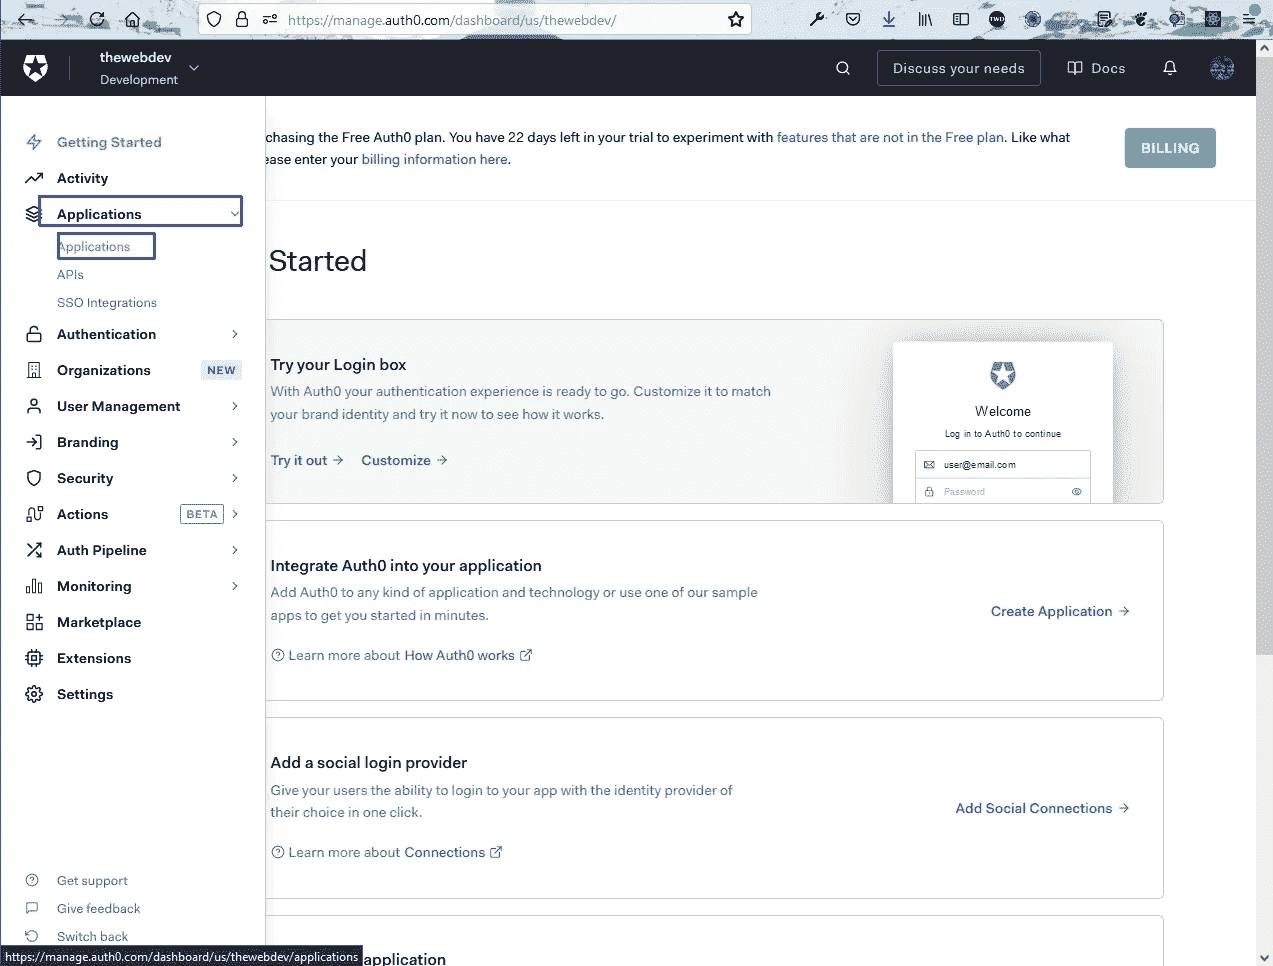 https://manage.auth0.com/dashboard/us/thewebdev/
TWD
thewebdev
Development
Discuss your needs
Docs
Getting Started
Activity
Applications
Applications
APIs
SSO Integrations
Authentication
Organizations NEW
User Management
Branding
Security
Actions BETA
Auth Pipeline
Monitoring
Marketplace
Extensions
Settings
Get support
Give feedback
Switch back
chasing the Free Auth0 plan. You have 22 days left in your trial to experiment with features that are not in the Free plan. Like what
ease enter your billing information here.
BILLING
Started
Try your Login box
With Auth0 your authentication experience is ready to go. Customize it to match
your brand identity and try it now to see how it works.
Try it out → Customize →
Welcome
Log in to Auth0 to continue
user@email.com
Password
Integrate Auth0 into your application
Add Auth0 to any kind of application and technology or use one of our sample
apps to get you started in minutes.
Learn more about How Auth0 works
Create Application →
Add a social login provider
Give your users the ability to login to your app with the identity provider of
their choice in one click.
Learn more about Connections
Add Social Connections →
application
https://manage.auth0.com/dashboard/us/thewebdev/applications